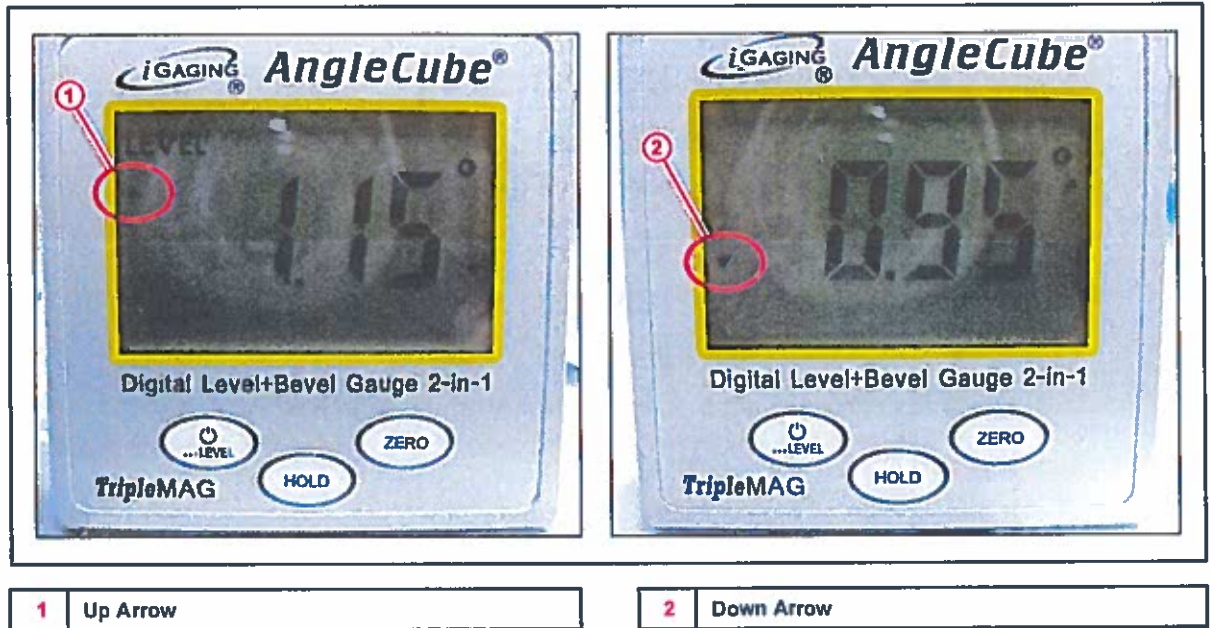 iGAGING® AngleCube®
1
LEVEL
1.15°
Digital Level+Bevel Gauge 2-in-1
...LEVEL
ZERO
HOLD
TripleMAG
iGAGING® AngleCube®
2
0.95°
Digital Level+Bevel Gauge 2-in-1
...LEVEL
ZERO
HOLD
TripleMAG
1 Up Arrow
2 Down Arrow